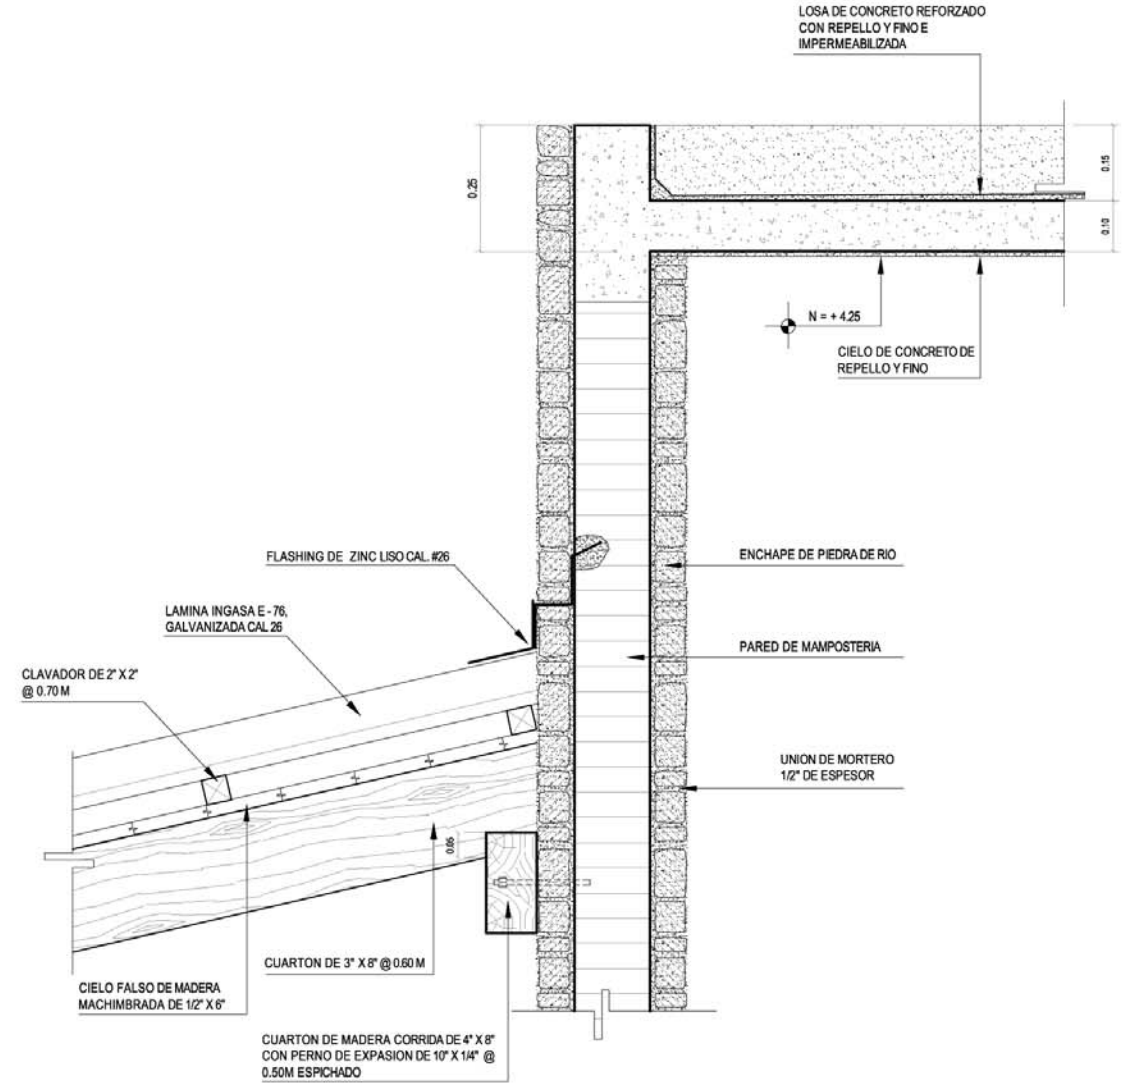 LOSA DE CONCRETO REFORZADO
CON REPELLO Y FINO E
IMPERMEABILIZADA
0.25
0.15
0.10
N = + 4.25
CIELO DE CONCRETO DE
REPELLO Y FINO
FLASHING DE ZINC LISO CAL. #26
ENCHAPE DE PIEDRA DE RIO
LAMINA INGASA E - 76,
GALVANIZADA CAL 26
PARED DE MAMPOSTERIA
CLAVADOR DE 2" X 2"
@ 0.70 M
UNION DE MORTERO
1/2" DE ESPESOR
0.05
CUARTON DE 3" X 8" @ 0.60 M
CIELO FALSO DE MADERA
MACHIMBRADA DE 1/2" X 6"
CUARTON DE MADERA CORRIDA DE 4" X 8"
CON PERNO DE EXPASION DE 10" X 1/4" @
0.50M ESPICHADO